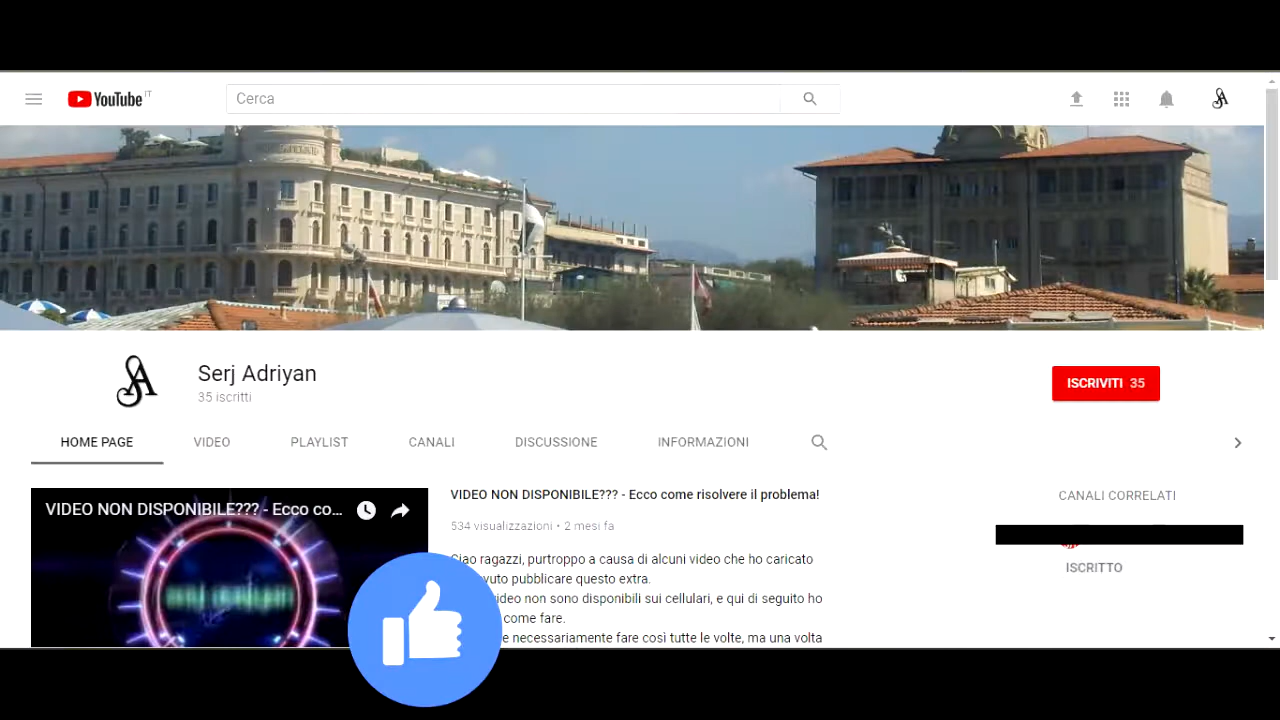 YouTube IT
Cerca
Serj Adriyan
35 iscritti
ISCRIVITI 35
HOME PAGE
VIDEO
PLAYLIST
CANALI
DISCUSSIONE
INFORMAZIONI
VIDEO NON DISPONIBILE??? - Ecco co...
VIDEO NON DISPONIBILE??? - Ecco come risolvere il problema!
534 visualizzazioni • 2 mesi fa
Ciao ragazzi, purtroppo a causa di alcuni video che ho caricato
pubblicare questo extra.
non sono disponibili sui cellulari, e qui di seguito ho
come fare.
necessariamente fare così tutte le volte, ma una volta
CANALI CORRELATI
ISCRITTO